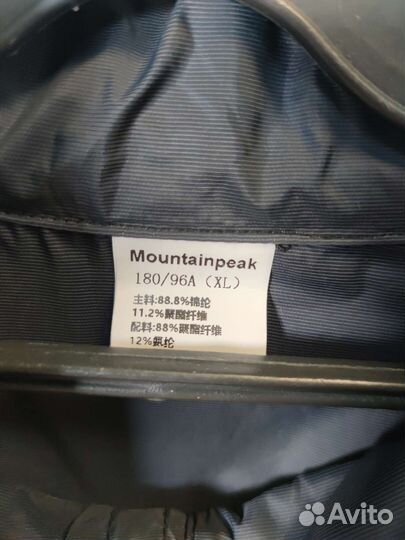 Mountainpeak
180/96A (XL)
主料:88.8%锦纶
11.2%聚酯纤维
配料:88%聚酯纤维
12%氨纶
Avito